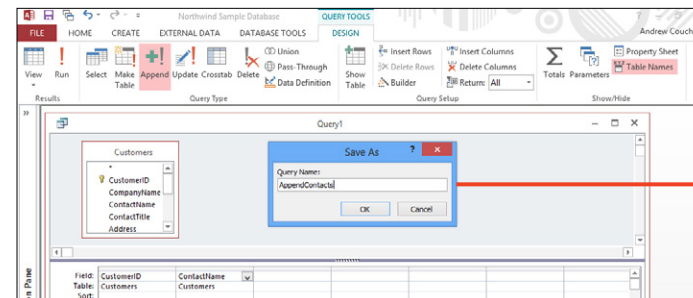 Northwind Sample Database QUERY TOOLS
FILE HOME CREATE EXTERNAL DATA DATABASE TOOLS DESIGN Andrew Couch
View Run Select Make Table Append Update Crosstab Delete
Union
Pass-Through
Data Definition
Show Table
Insert Rows Insert Columns
Delete Rows Delete Columns
Builder Return: All
Totals Parameters
Property Sheet
Table Names
Results Query Type Query Setup Show/Hide
Query1
Customers
*
CustomerID
CompanyName
ContactName
ContactTitle
Address
Save As
Query Name:
AppendContacts
OK Cancel
Field: CustomerID ContactName
Table: Customers Customers
Sort: